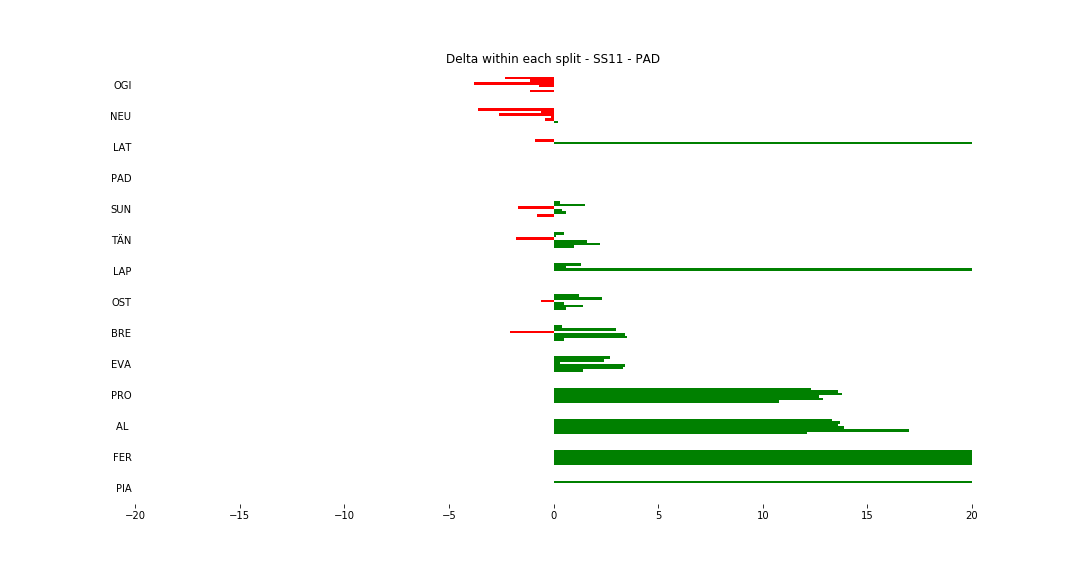 Delta within each split - SS11 - PAD
OGI
NEU
LAT
PAD
SUN
TÄN
LAP
OST
BRE
EVA
PRO
AL
FER
PIA
−20 −15 −10 −5 0 5 10 15 20